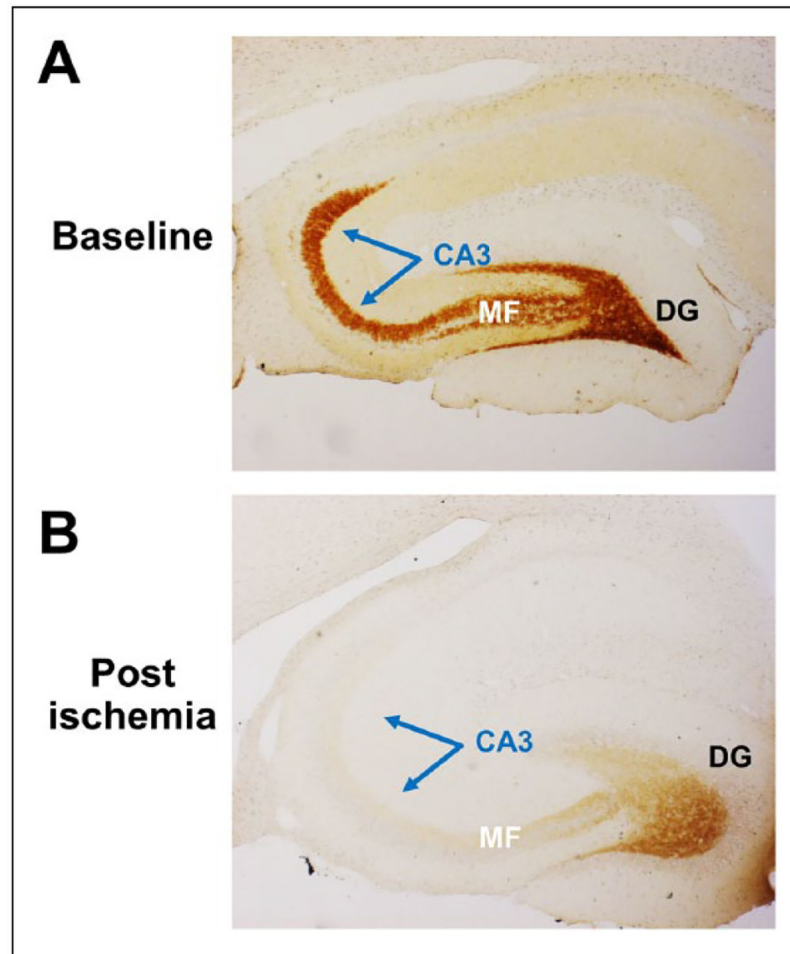 A
Baseline
CA3
MF
DG
B
Post
ischemia
CA3
DG
MF